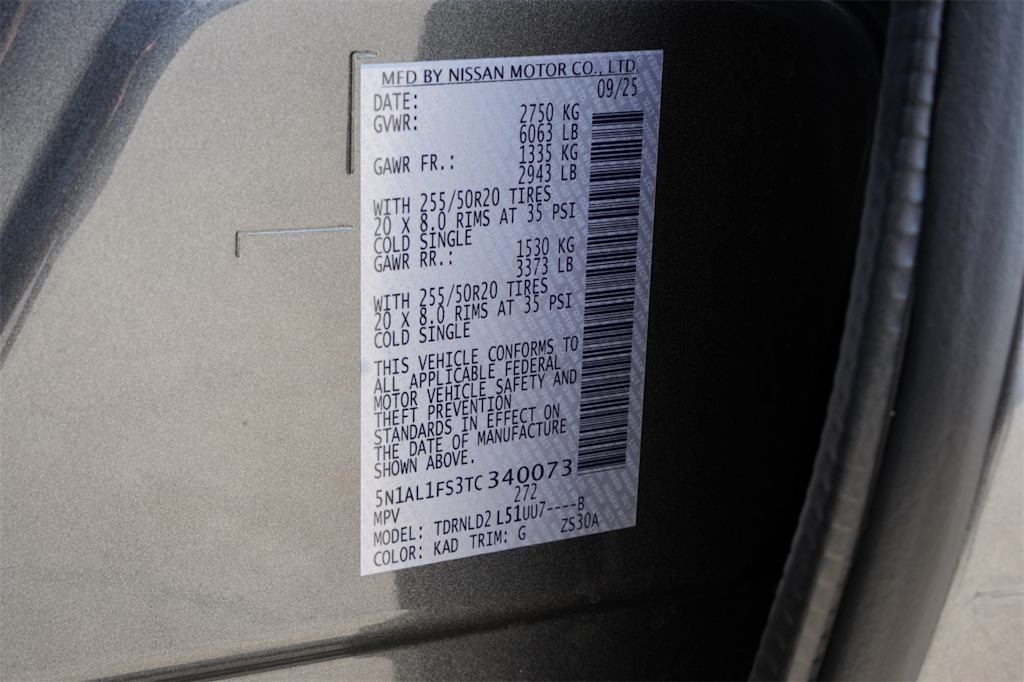 MFD BY NISSAN MOTOR CO., LTD.
DATE: 09/25
GVWR: 2750 KG
6063 LB
GAWR FR.: 1335 KG
2943 LB
WITH 255/50R20 TIRES
20 X 8.0 RIMS AT 35 PSI
COLD SINGLE
GAWR RR.: 1530 KG
3373 LB
WITH 255/50R20 TIRES
20 X 8.0 RIMS AT 35 PSI
COLD SINGLE
THIS VEHICLE CONFORMS TO
ALL APPLICABLE FEDERAL
MOTOR VEHICLE SAFETY AND
THEFT PREVENTION
STANDARDS IN EFFECT ON
THE DATE OF MANUFACTURE
SHOWN ABOVE.
5N1AL1FS3TC 340073
MPV 272
MODEL: TDRNLD2 L51UU7----B
COLOR: KAD TRIM: G ZS30A